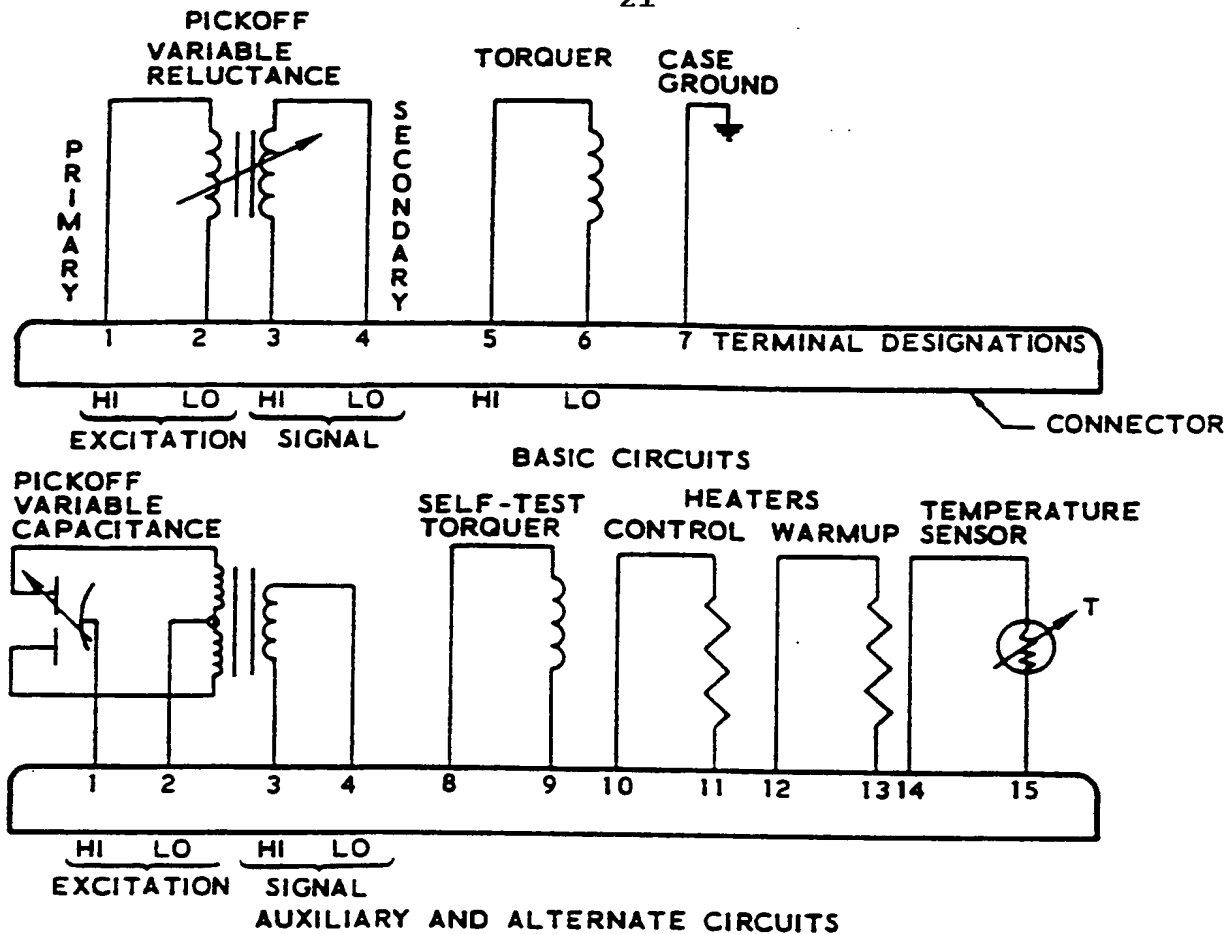 21
PICKOFF
VARIABLE
RELUCTANCE
TORQUER
CASE
GROUND
PRIMARY
SECONDARY
1 2 3 4 5 6 7 TERMINAL DESIGNATIONS
HI LO HI LO HI LO
EXCITATION SIGNAL
CONNECTOR
BASIC CIRCUITS
PICKOFF
VARIABLE
CAPACITANCE
SELF-TEST
TORQUER
HEATERS
CONTROL WARMUP
TEMPERATURE
SENSOR
T
1 2 3 4 8 9 10 11 12 13 14 15
HI LO HI LO
EXCITATION SIGNAL
AUXILIARY AND ALTERNATE CIRCUITS